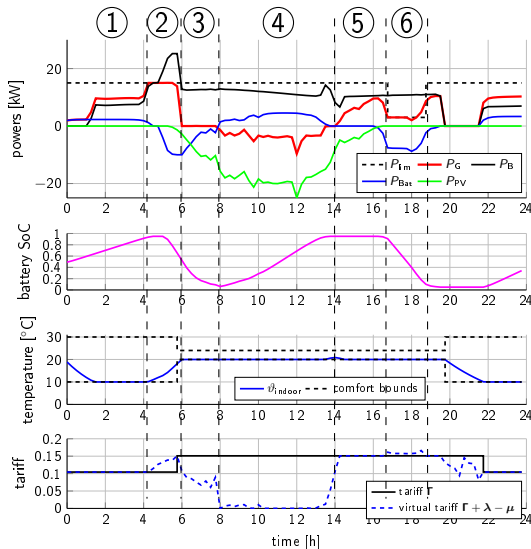 1 2 3 4 5 6
powers [kW]
20
0
−20
P_lim P_G P_B
P_Bat P_PV
0 2 4 6 8 10 12 14 16 18 20 22 24
battery SoC
1
0.8
0.6
0.4
0.2
0
0 2 4 6 8 10 12 14 16 18 20 22 24
temperature [°C]
30
20
10
0
ϑ_indoor comfort bounds
0 2 4 6 8 10 12 14 16 18 20 22 24
tariff
0.2
0.15
0.1
0.05
0
tariff Γ
virtual tariff Γ + λ − μ
0 2 4 6 8 10 12 14 16 18 20 22 24
time [h]